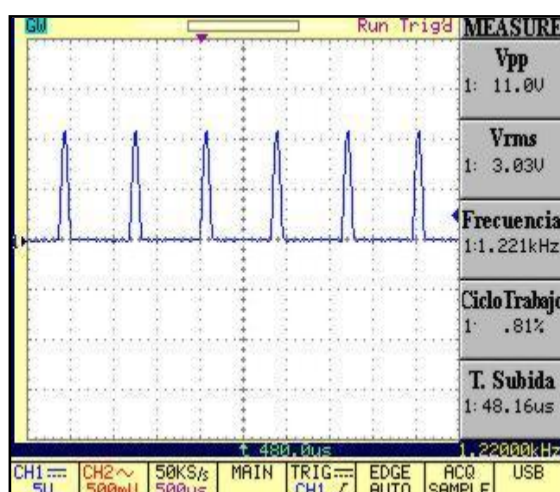 GW Run Trig'd MEASURE
Vpp
1: 11.0V
Vrms
1: 3.03V
Frecuencia
1:1.221kHz
Ciclo Trabajo
1: .81%
T. Subida
1:48.16us
1
480.0us 1.22000kHz
CH1 CH2 50KS/s MAIN TRIG EDGE ACQ USB
5V 500mV 500us CH1 AUTO SAMPLE